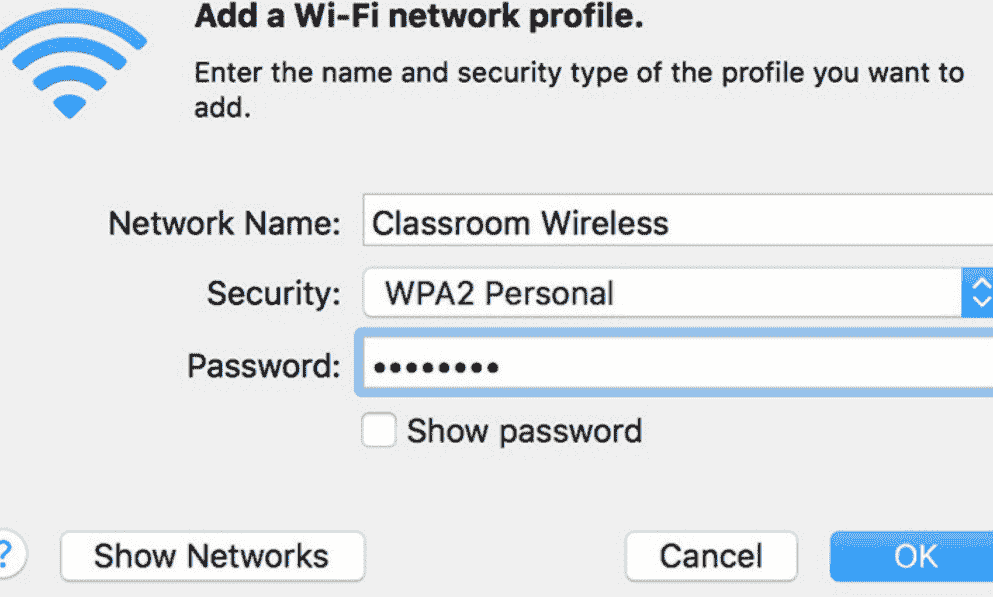 Add a Wi-Fi network profile.
Enter the name and security type of the profile you want to
add.
Network Name: Classroom Wireless
Security: WPA2 Personal
Password: ••••••••
Show password
? Show Networks Cancel OK